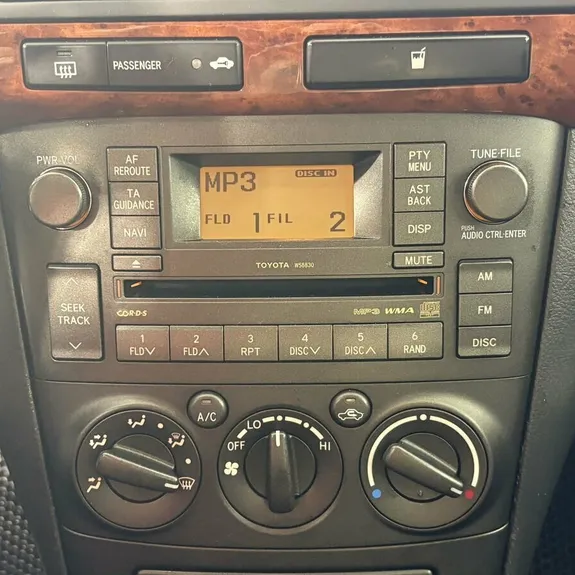 PASSENGER
PWR·VOL
AF
REROUTE
TA
GUIDANCE
NAVI
MP3
DISC IN
FLD 1 FIL 2
PTY
MENU
AST
BACK
DISP
TUNE·FILE
PUSH
AUDIO CTRL·ENTER
TOYOTA W58830
MUTE
SEEK
TRACK
R·D·S
MP3 WMA
AM
FM
DISC
1
FLD
2
FLD
3
RPT
4
DISC
5
DISC
6
RAND
A/C
OFF LO HI